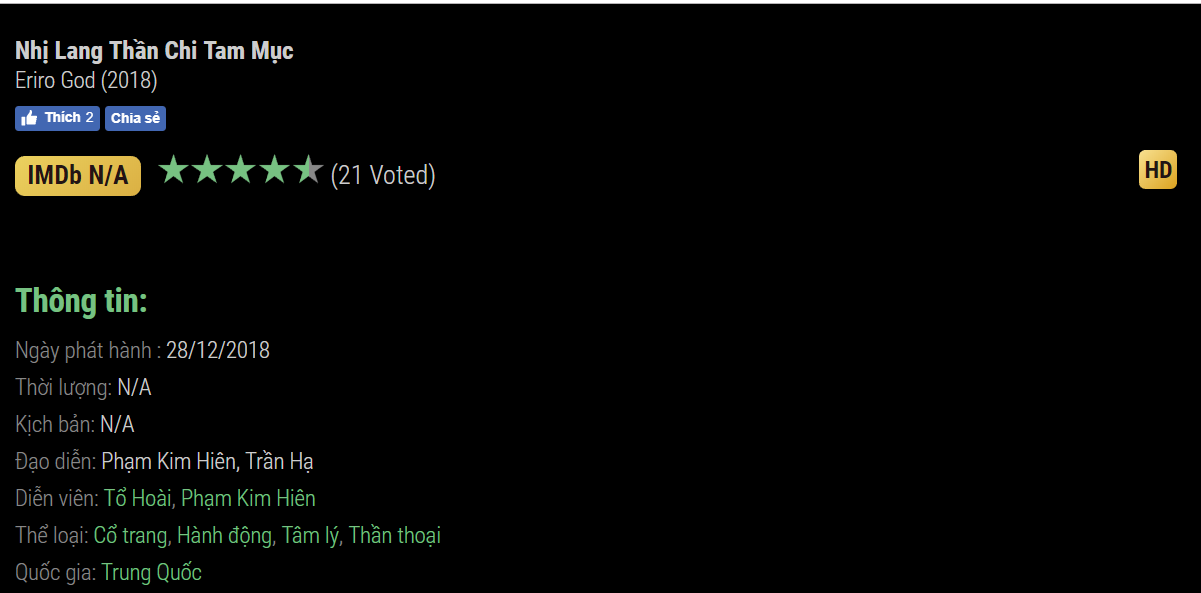 Nhị Lang Thần Chi Tam Mục
Eriro God (2018)
Thích 2 Chia sẻ
IMDb N/A (21 Voted) HD
Thông tin:
Ngày phát hành : 28/12/2018
Thời lượng: N/A
Kịch bản: N/A
Đạo diễn: Phạm Kim Hiên, Trần Hạ
Diễn viên: Tổ Hoài, Phạm Kim Hiên
Thể loại: Cổ trang, Hành động, Tâm lý, Thần thoại
Quốc gia: Trung Quốc